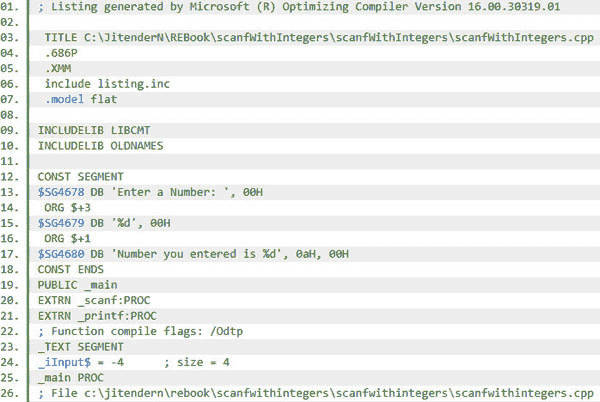 01. ; Listing generated by Microsoft (R) Optimizing Compiler Version 16.00.30319.01
02.
03. TITLE C:\JitenderN\REBook\scanfWithIntegers\scanfWithIntegers\scanfWithIntegers.cpp
04. .686P
05. .XMM
06. include listing.inc
07. .model flat
08.
09. INCLUDELIB LIBCMT
10. INCLUDELIB OLDNAMES
11.
12. CONST SEGMENT
13. $SG4678 DB 'Enter a Number: ', 00H
14. ORG $+3
15. $SG4679 DB '%d', 00H
16. ORG $+1
17. $SG4680 DB 'Number you entered is %d', 0aH, 00H
18. CONST ENDS
19. PUBLIC _main
20. EXTRN _scanf:PROC
21. EXTRN _printf:PROC
22. ; Function compile flags: /Odtp
23. _TEXT SEGMENT
24. _iInput$ = -4 ; size = 4
25. _main PROC
26. ; File c:\jitendern\rebook\scanfwithintegers\scanfwithintegers\scanfwithintegers.cpp